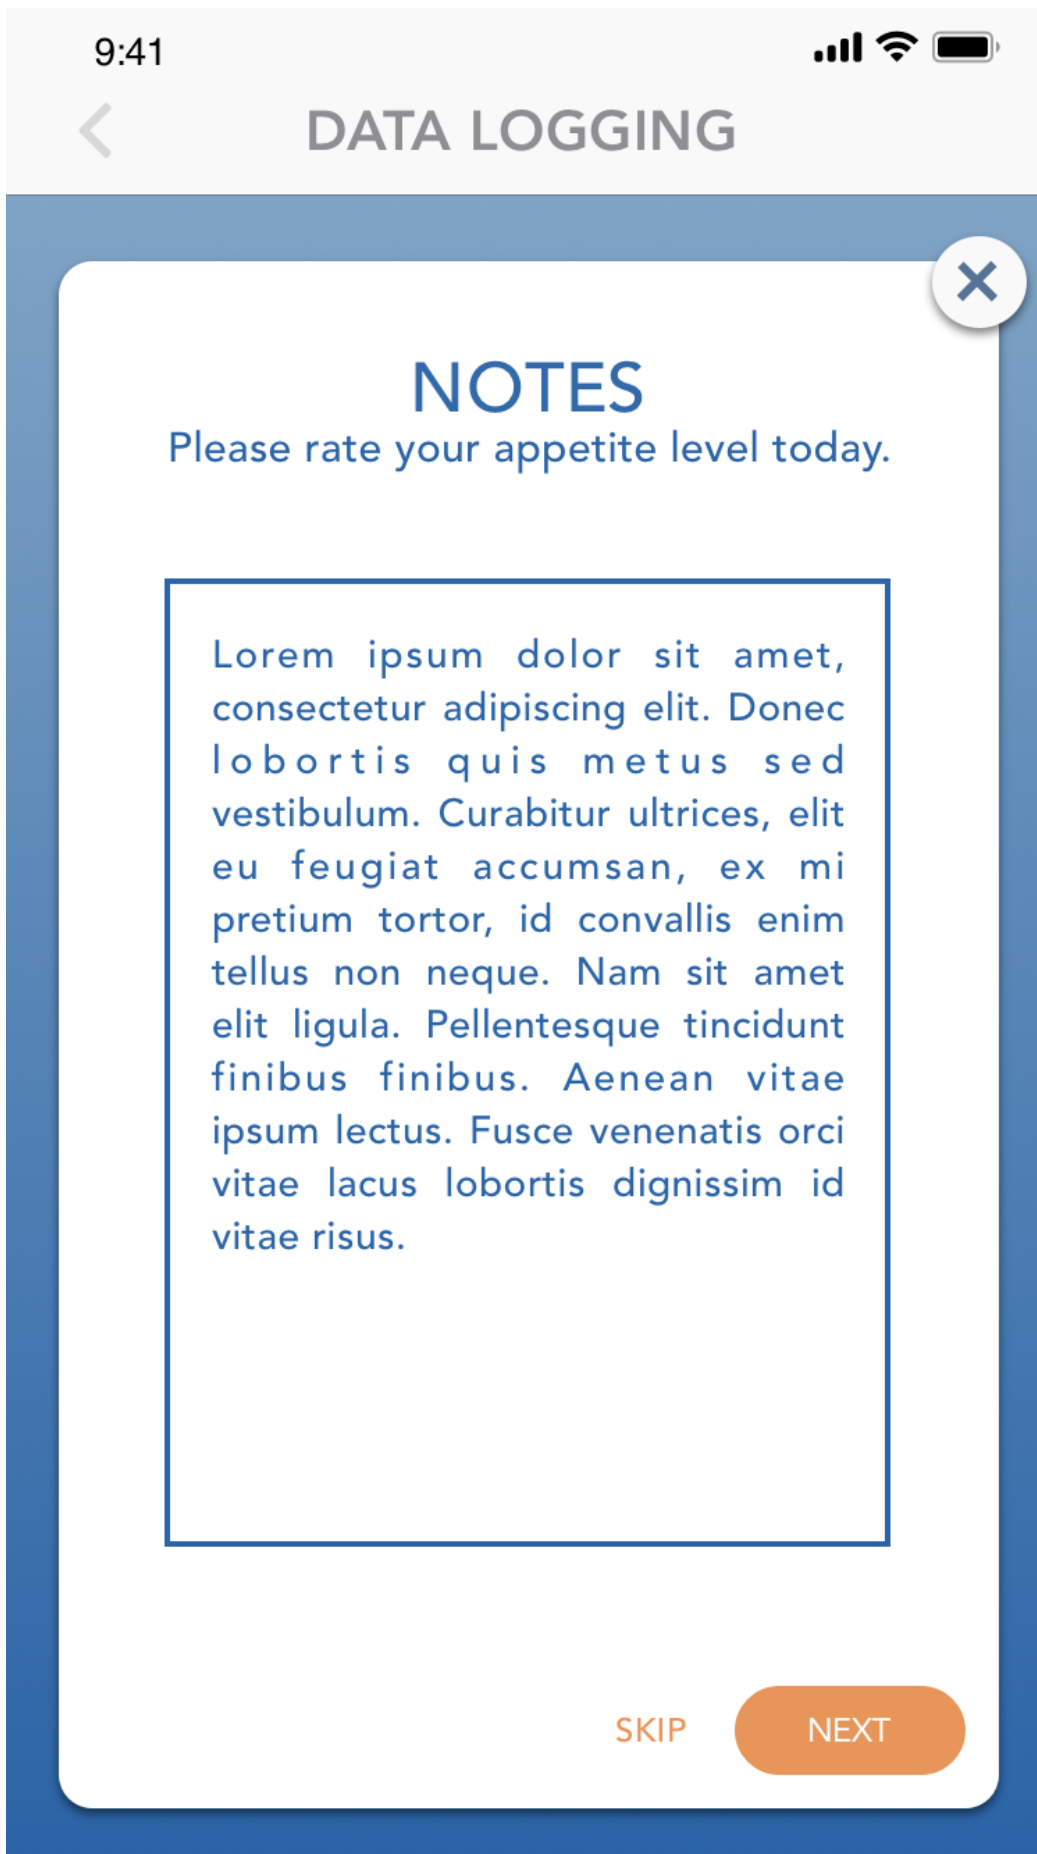 9:41
DATA LOGGING
NOTES
Please rate your appetite level today.
Lorem ipsum dolor sit amet,
consectetur adipiscing elit. Donec
lobortis quis metus sed
vestibulum. Curabitur ultrices, elit
eu feugiat accumsan, ex mi
pretium tortor, id convallis enim
tellus non neque. Nam sit amet
elit ligula. Pellentesque tincidunt
finibus finibus. Aenean vitae
ipsum lectus. Fusce venenatis orci
vitae lacus lobortis dignissim id
vitae risus.
SKIP NEXT